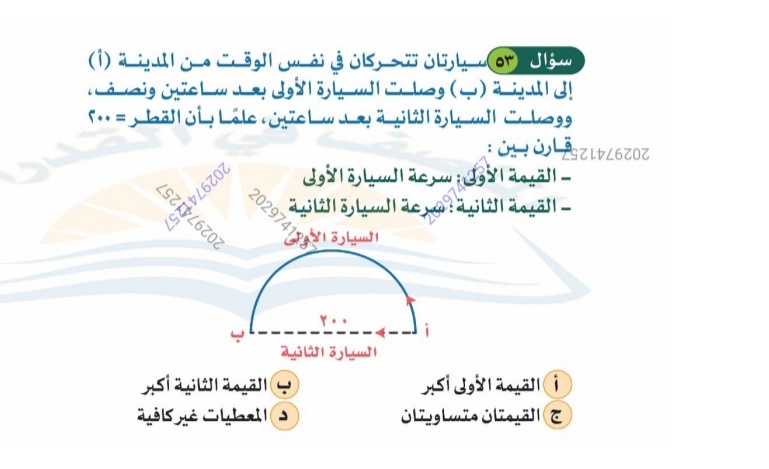 سؤال ٥٣ سيارتان تتحركان في نفس الوقت من المدينة (أ)
إلى المدينة (ب) وصلت السيارة الأولى بعد ساعتين ونصف،
ووصلت السيارة الثانية بعد ساعتين، علمًا بأن القطر = ٢٠٠
قارن بين :
- القيمة الأولى: سرعة السيارة الأولى
- القيمة الثانية: سرعة السيارة الثانية
2029741257
2029741257
2029741257
2029741257
2029741257
السيارة الأولى
٢٠٠
أ
ب
السيارة الثانية
أ القيمة الأولى أكبر
ب القيمة الثانية أكبر
ج القيمتان متساويتان
د المعطيات غير كافية